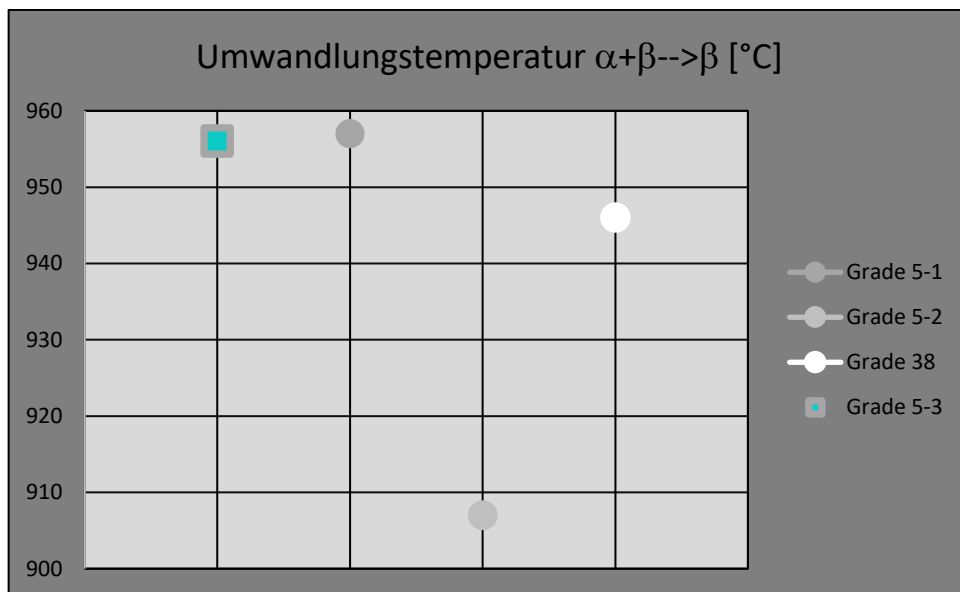 Umwandlungstemperatur α+β-->β [°C]
960
950
940
930
920
910
900
Grade 5-1
Grade 5-2
Grade 38
Grade 5-3